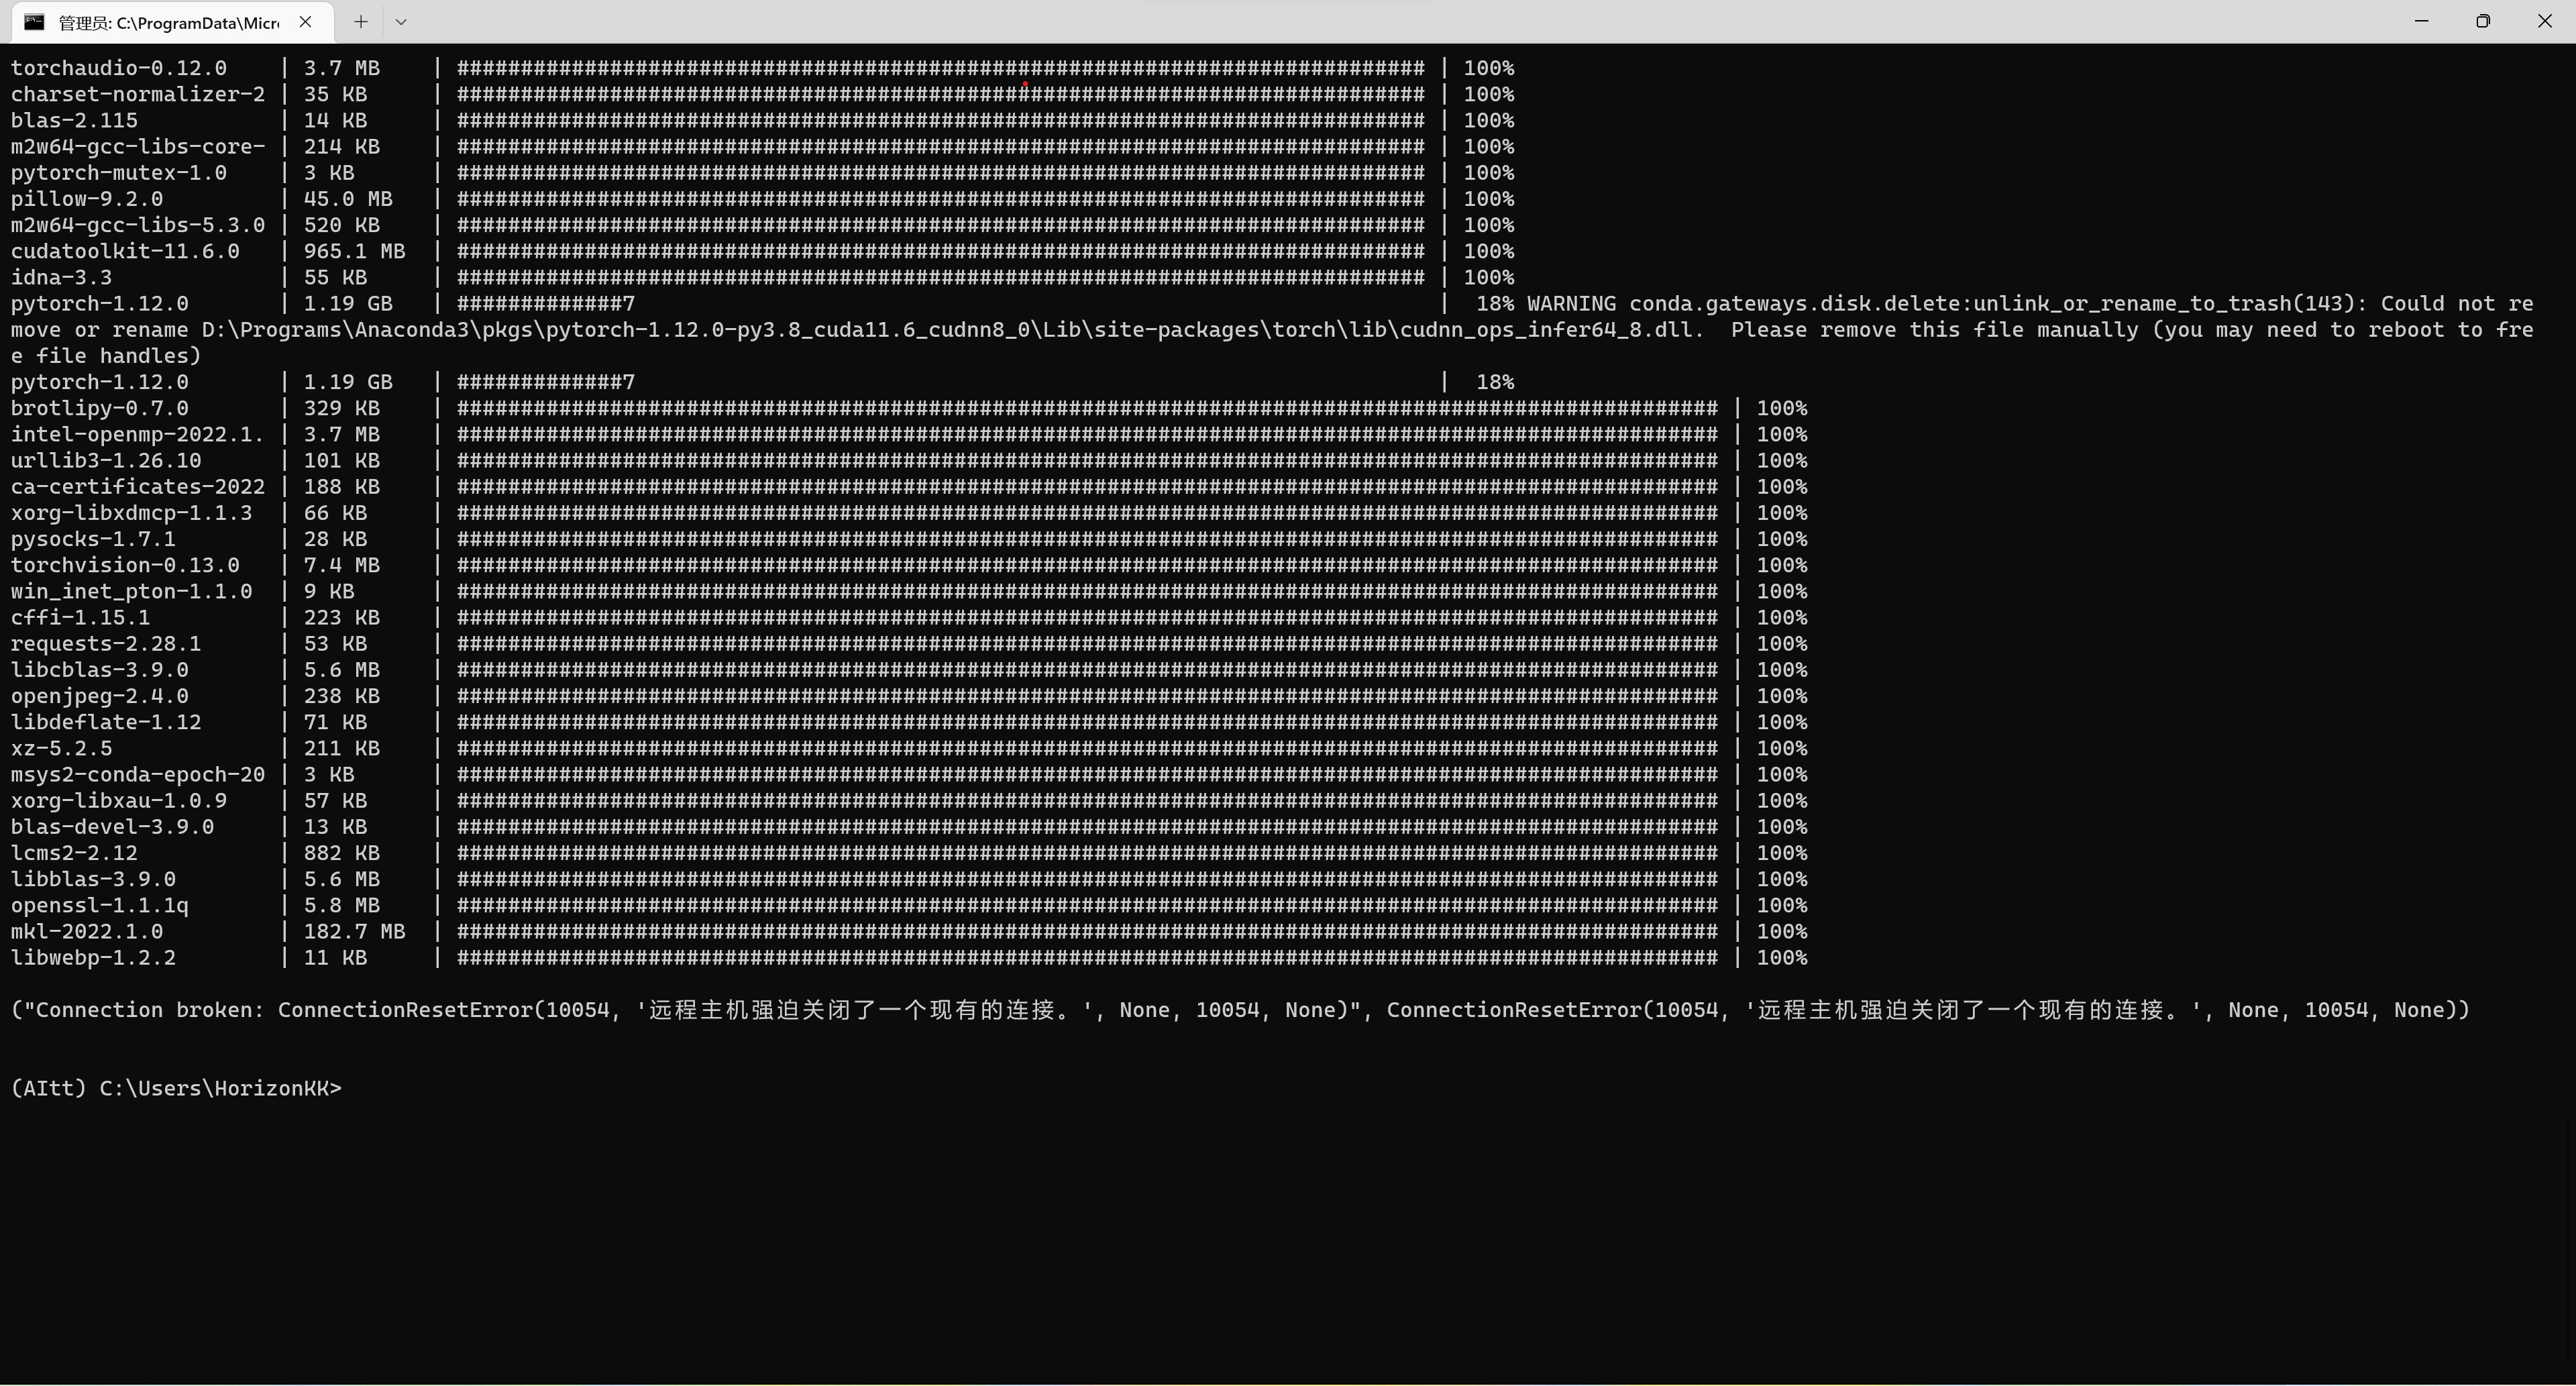 管理员: C:\ProgramData\Micr
torchaudio-0.12.0 | 3.7 MB | ############################################################################ | 100%
charset-normalizer-2 | 35 KB | ############################################################################ | 100%
blas-2.115 | 14 KB | ############################################################################ | 100%
m2w64-gcc-libs-core- | 214 KB | ############################################################################ | 100%
pytorch-mutex-1.0 | 3 KB | ############################################################################ | 100%
pillow-9.2.0 | 45.0 MB | ############################################################################ | 100%
m2w64-gcc-libs-5.3.0 | 520 KB | ############################################################################ | 100%
cudatoolkit-11.6.0 | 965.1 MB | ############################################################################ | 100%
idna-3.3 | 55 KB | ############################################################################ | 100%
pytorch-1.12.0 | 1.19 GB | #############7 | 18% WARNING conda.gateways.disk.delete:unlink_or_rename_to_trash(143): Could not re
move or rename D:\Programs\Anaconda3\pkgs\pytorch-1.12.0-py3.8_cuda11.6_cudnn8_0\Lib\site-packages\torch\lib\cudnn_ops_infer64_8.dll. Please remove this file manually (you may need to reboot to fre
e file handles)
pytorch-1.12.0 | 1.19 GB | #############7 | 18%
brotlipy-0.7.0 | 329 KB | ################################################################################################### | 100%
intel-openmp-2022.1. | 3.7 MB | ################################################################################################### | 100%
urllib3-1.26.10 | 101 KB | ################################################################################################### | 100%
ca-certificates-2022 | 188 KB | ################################################################################################### | 100%
xorg-libxdmcp-1.1.3 | 66 KB | ################################################################################################### | 100%
pysocks-1.7.1 | 28 KB | ################################################################################################### | 100%
torchvision-0.13.0 | 7.4 MB | ################################################################################################### | 100%
win_inet_pton-1.1.0 | 9 KB | ################################################################################################### | 100%
cffi-1.15.1 | 223 KB | ################################################################################################### | 100%
requests-2.28.1 | 53 KB | ################################################################################################### | 100%
libcblas-3.9.0 | 5.6 MB | ################################################################################################### | 100%
openjpeg-2.4.0 | 238 KB | ################################################################################################### | 100%
libdeflate-1.12 | 71 KB | ################################################################################################### | 100%
xz-5.2.5 | 211 KB | ################################################################################################### | 100%
msys2-conda-epoch-20 | 3 KB | ################################################################################################### | 100%
xorg-libxau-1.0.9 | 57 KB | ################################################################################################### | 100%
blas-devel-3.9.0 | 13 KB | ################################################################################################### | 100%
lcms2-2.12 | 882 KB | ################################################################################################### | 100%
libblas-3.9.0 | 5.6 MB | ################################################################################################### | 100%
openssl-1.1.1q | 5.8 MB | ################################################################################################### | 100%
mkl-2022.1.0 | 182.7 MB | ################################################################################################### | 100%
libwebp-1.2.2 | 11 KB | ################################################################################################### | 100%
("Connection broken: ConnectionResetError(10054, '远程主机强迫关闭了一个现有的连接。', None, 10054, None)", ConnectionResetError(10054, '远程主机强迫关闭了一个现有的连接。', None, 10054, None))
(AItt) C:\Users\HorizonKK>